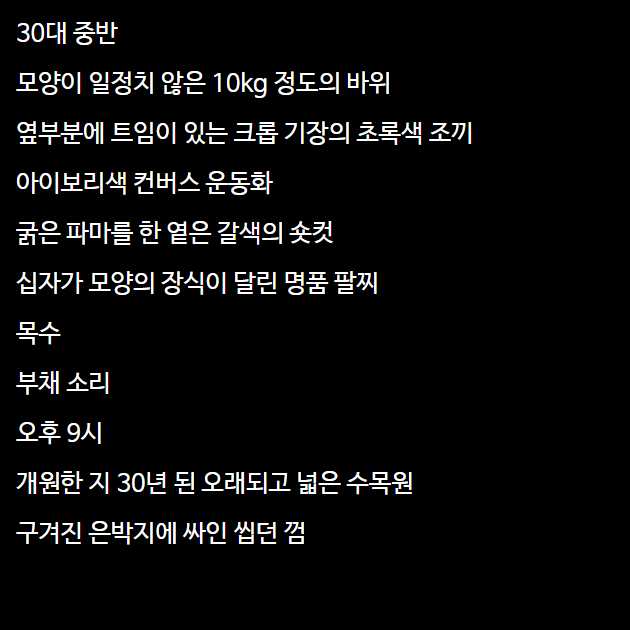 30대 중반
모양이 일정치 않은 10kg 정도의 바위
옆부분에 트임이 있는 크롭 기장의 초록색 조끼
아이보리색 컨버스 운동화
굵은 파마를 한 옅은 갈색의 숏컷
십자가 모양의 장식이 달린 명품 팔찌
목수
부채 소리
오후 9시
개원한 지 30년 된 오래되고 넓은 수목원
구겨진 은박지에 싸인 씹던 껌